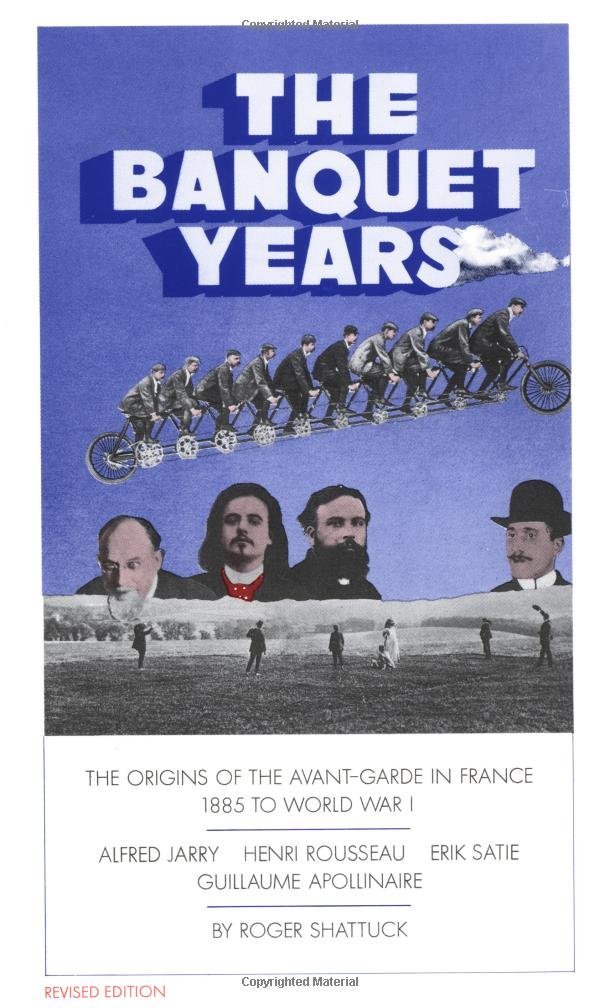 Copyrighted Material
THE
BANQUET
YEARS
THE ORIGINS OF THE AVANT-GARDE IN FRANCE
1885 TO WORLD WAR I
ALFRED JARRY HENRI ROUSSEAU ERIK SATIE
GUILLAUME APOLLINAIRE
BY ROGER SHATTUCK
Copyrighted Material
REVISED EDITION